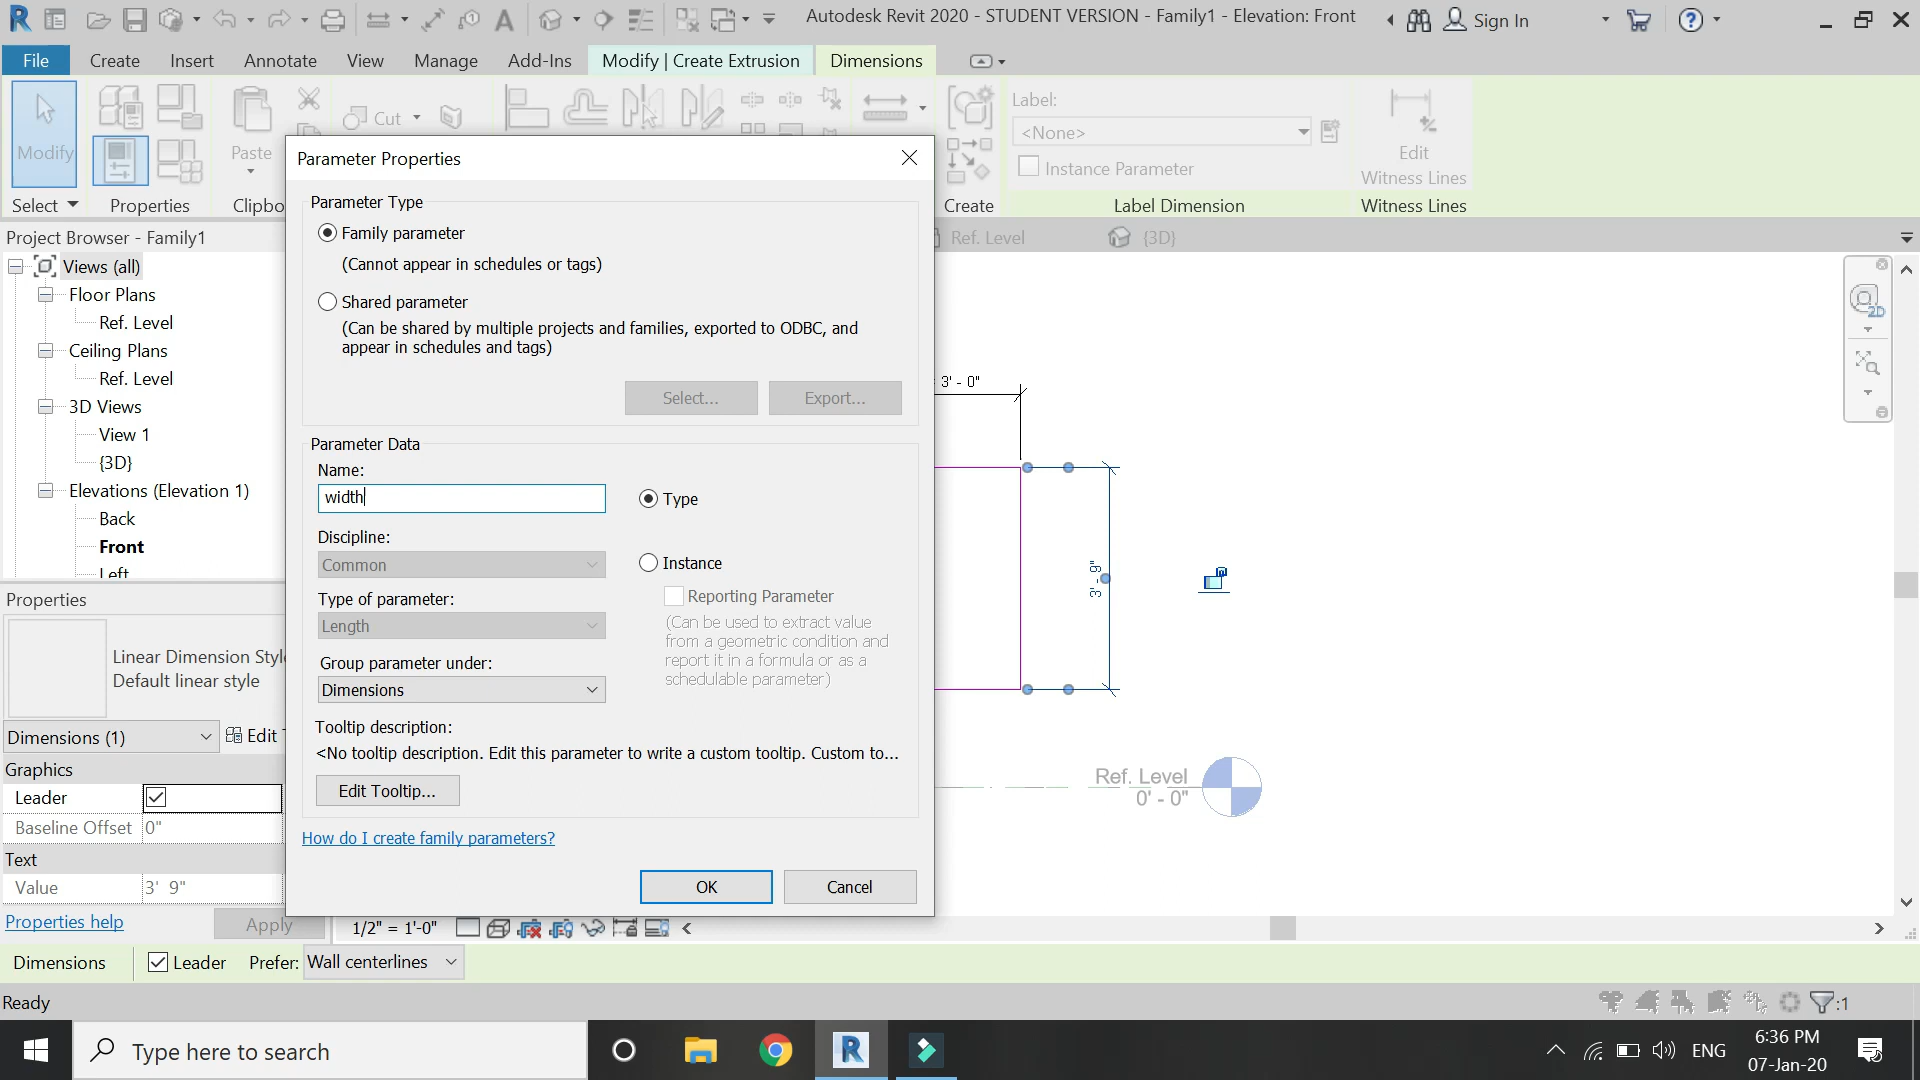 Autodesk Revit 2020 - STUDENT VERSION - Family1 - Elevation: Front
Sign In
File Create Insert Annotate View Manage Add-Ins Modify | Create Extrusion Dimensions
Modify
Paste
Cut
Label:
<None>
Instance Parameter
Edit
Witness Lines
Select Properties Clipbo Create Label Dimension Witness Lines
Project Browser - Family1
Ref. Level {3D}
Views (all)
Floor Plans
Ref. Level
Ceiling Plans
Ref. Level
3D Views
View 1
{3D}
Elevations (Elevation 1)
Back
Front
Left
Properties
Linear Dimension Style
Default linear style
Dimensions (1)
Edit
Graphics
Leader
Baseline Offset 0"
Text
Value 3' 9"
Properties help
Apply
Parameter Properties
Parameter Type
Family parameter
(Cannot appear in schedules or tags)
Shared parameter
(Can be shared by multiple projects and families, exported to ODBC, and
appear in schedules and tags)
Select... Export...
Parameter Data
Name:
width
Type
Discipline:
Common
Instance
Reporting Parameter
(Can be used to extract value
from a geometric condition and
report it in a formula or as a
schedulable parameter)
Type of parameter:
Length
Group parameter under:
Dimensions
Tooltip description:
<No tooltip description. Edit this parameter to write a custom tooltip. Custom to...
Edit Tooltip...
How do I create family parameters?
OK Cancel
= 3' - 0"
3' - 9"
Ref. Level
0' - 0"
2D
1/2" = 1'-0"
Dimensions Leader Prefer: Wall centerlines
Ready
:1
Type here to search
ENG
6:36 PM
07-Jan-20